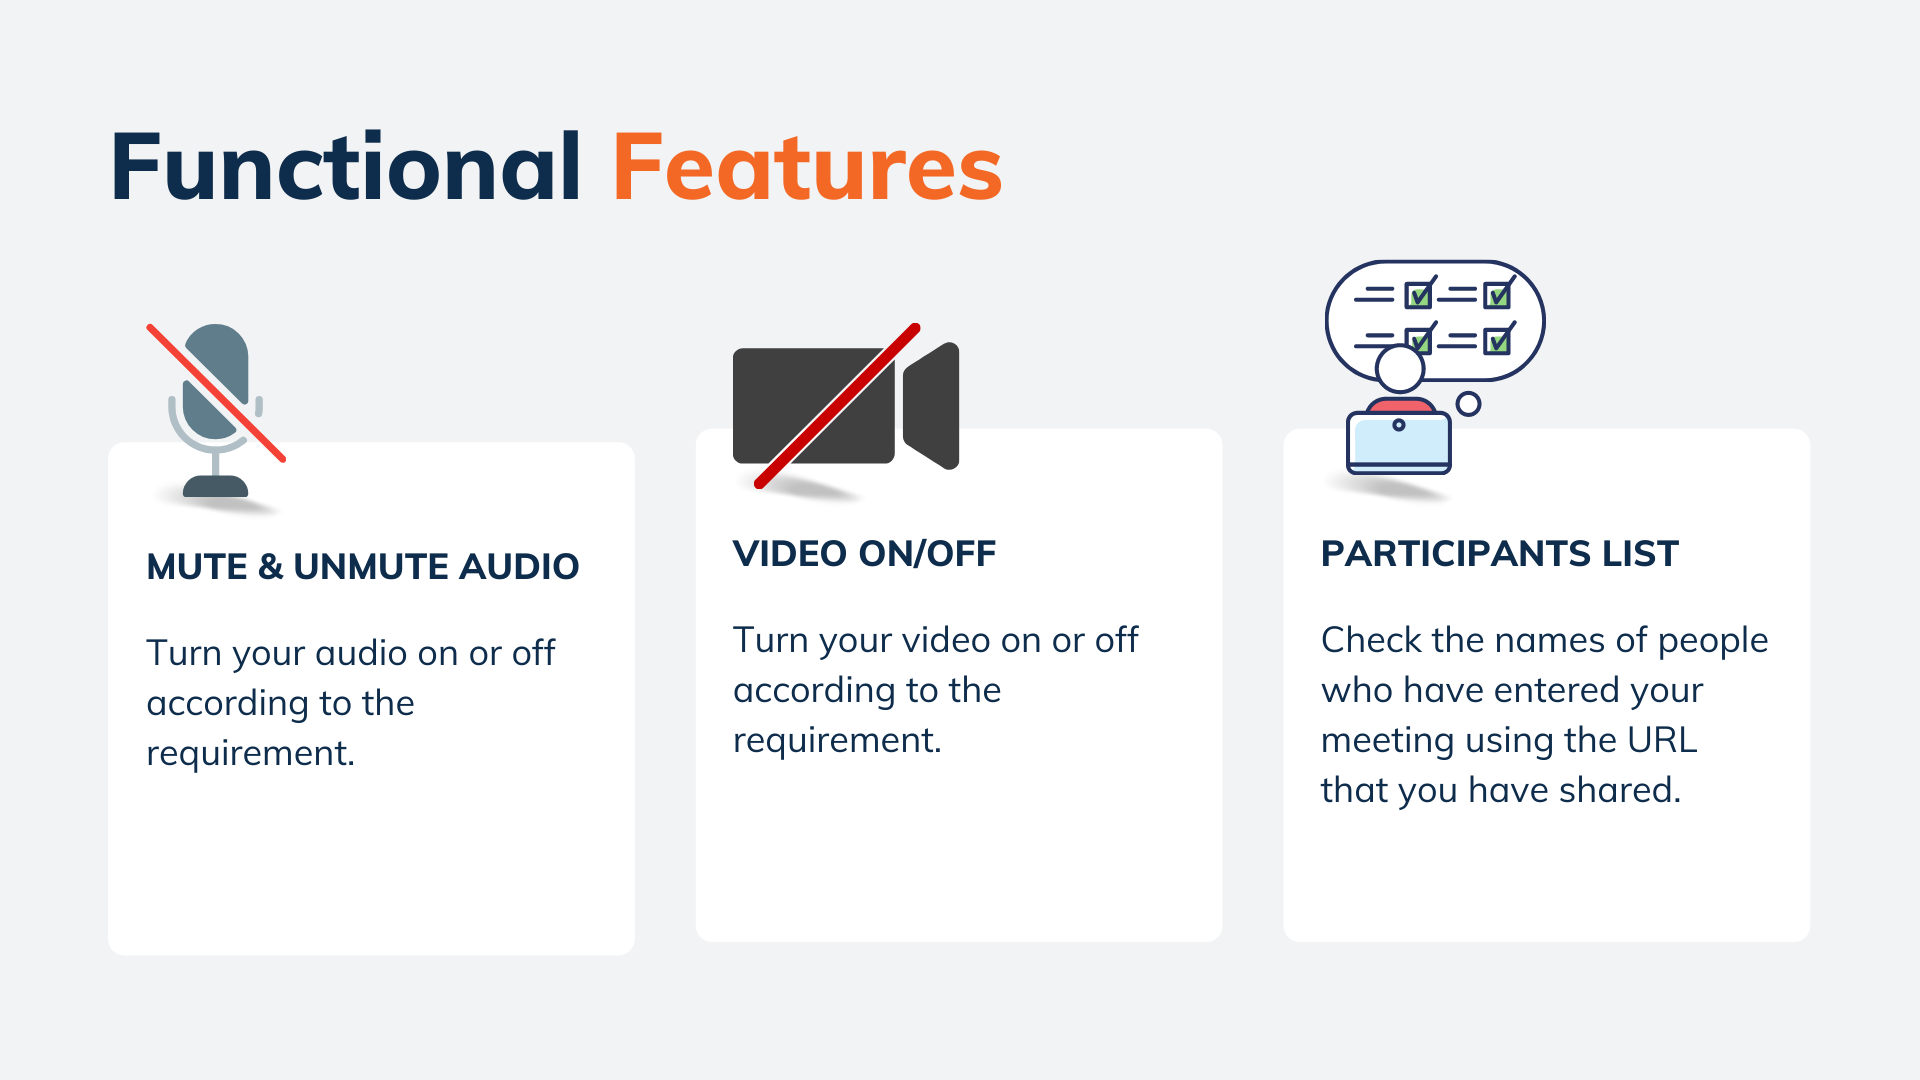 Functional Features
MUTE & UNMUTE AUDIO
Turn your audio on or off
according to the
requirement.
VIDEO ON/OFF
Turn your video on or off
according to the
requirement.
PARTICIPANTS LIST
Check the names of people
who have entered your
meeting using the URL
that you have shared.